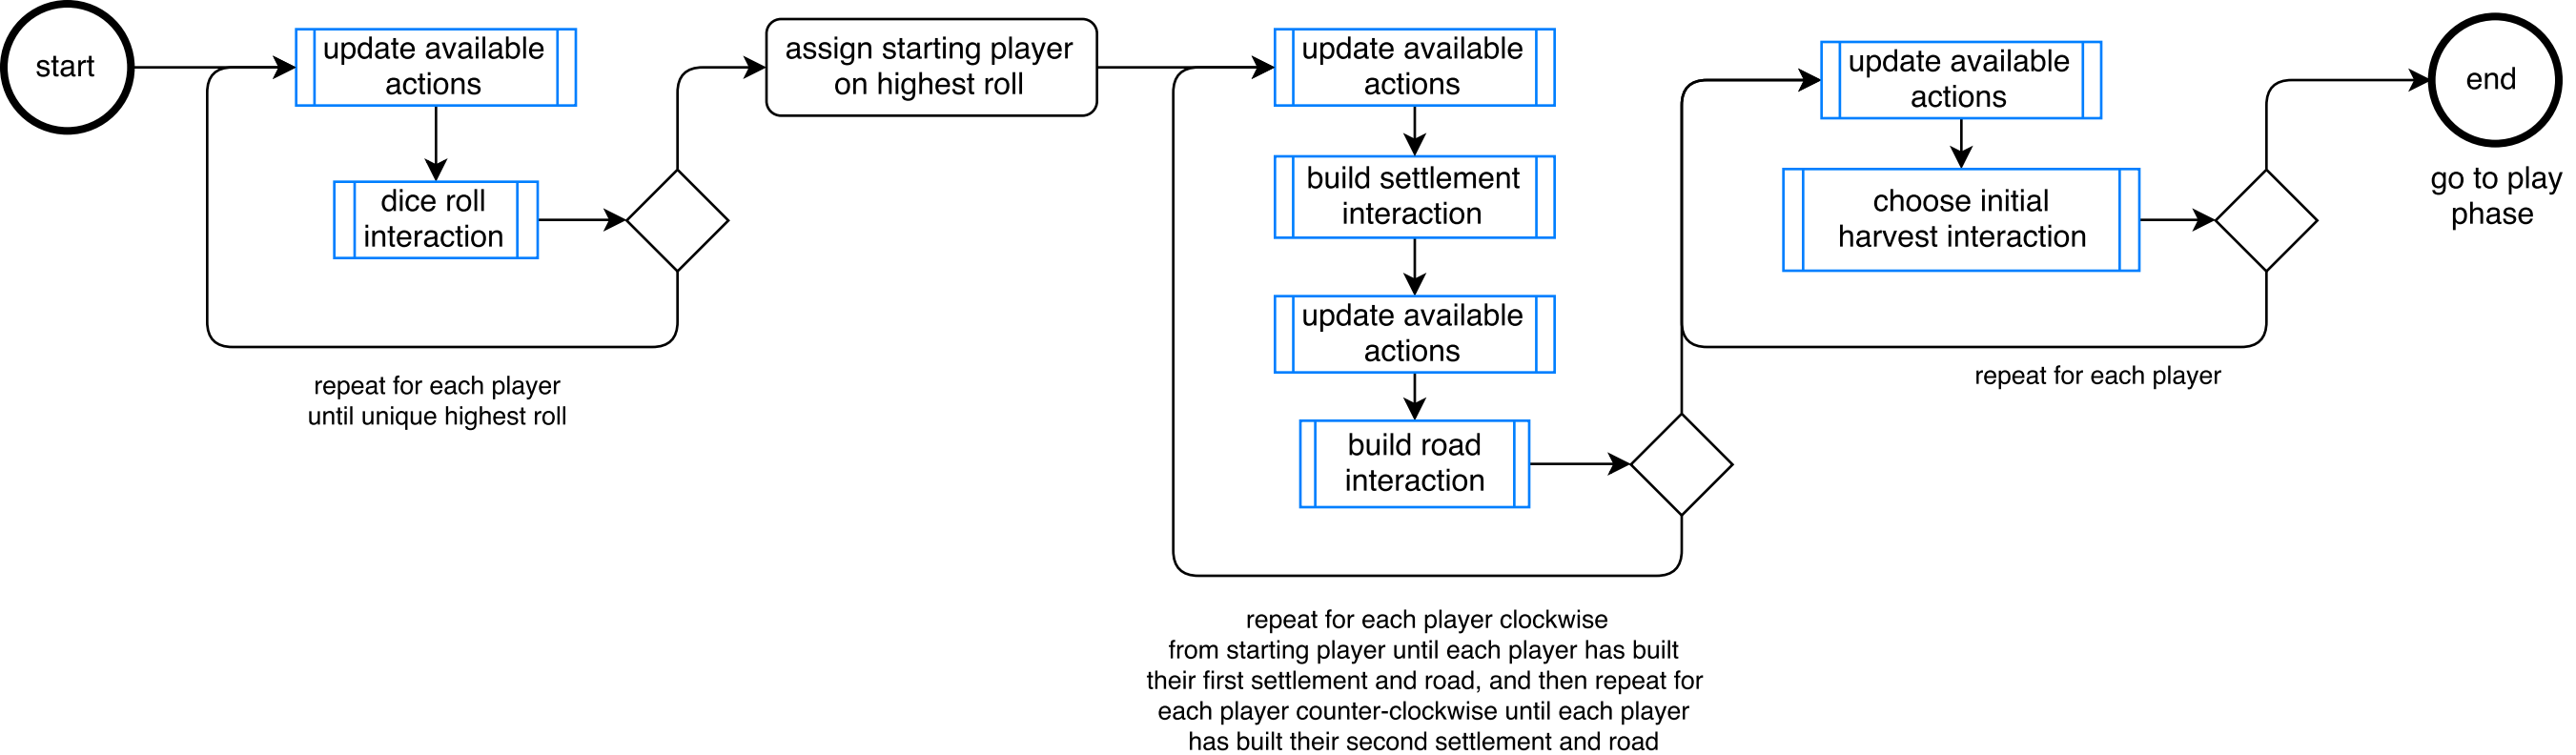 start
update available
actions
dice roll
interaction
repeat for each player
until unique highest roll
assign starting player
on highest roll
update available
actions
build settlement
interaction
update available
actions
build road
interaction
repeat for each player clockwise
from starting player until each player has built
their first settlement and road, and then repeat for
each player counter-clockwise until each player
has built their second settlement and road
update available
actions
choose initial
harvest interaction
repeat for each player
end
go to play
phase